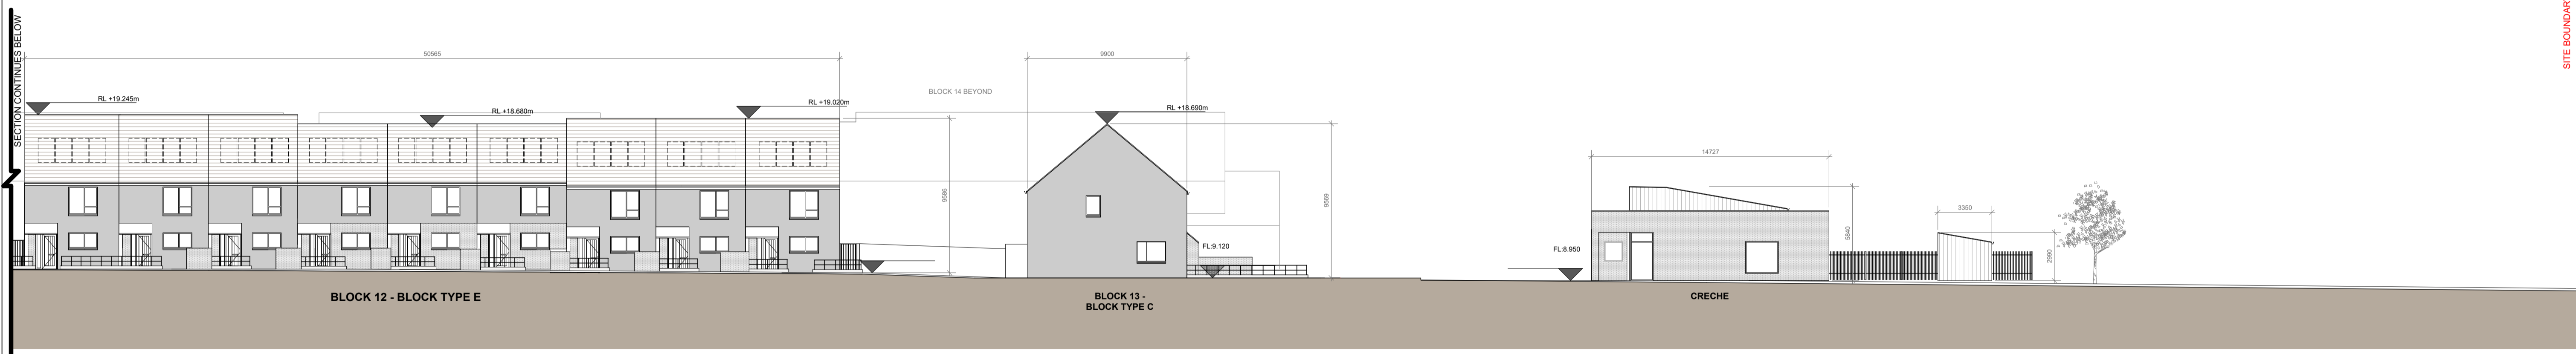 SECTION CONTINUES BELOW
50565
RL +19.245m
RL +18.680m
RL +19.020m
BLOCK 14 BEYOND
9586
9900
RL +18.690m
9569
FL:9.120
FL:8.950
14727
5840
3350
2990
SITE BOUNDARY
BLOCK 12 - BLOCK TYPE E
BLOCK 13 -
BLOCK TYPE C
CRECHE